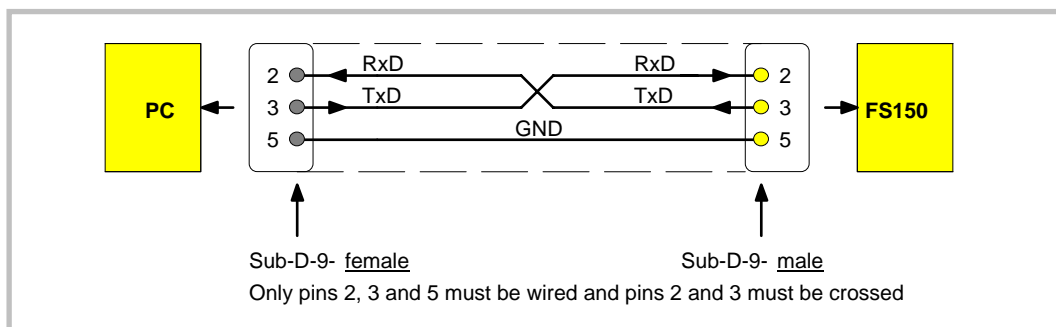 RxD RxD
2 2
TxD TxD
PC 3 3 FS150
GND
5 5
Sub-D-9- female Sub-D-9- male
Only pins 2, 3 and 5 must be wired and pins 2 and 3 must be crossed